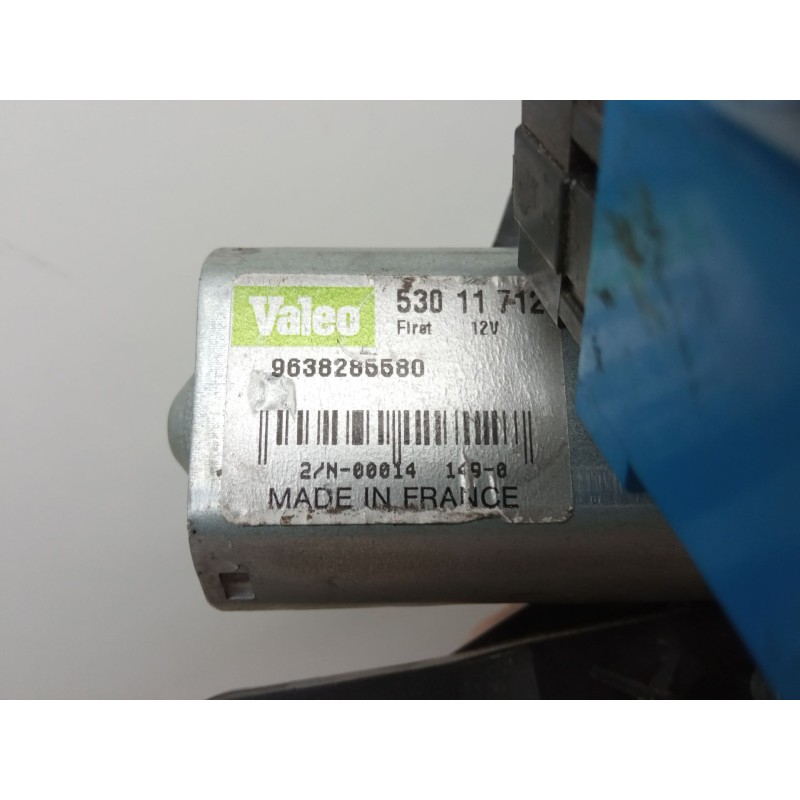 Valeo
530 11 712
First 12V
9638285580
2/N-00014 149-0
MADE IN FRANCE